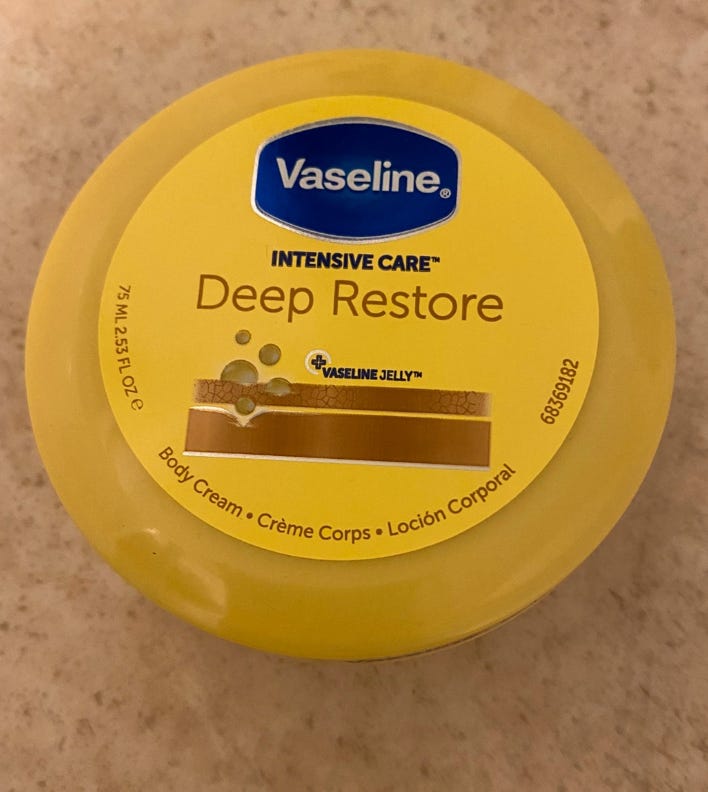 Vaseline®
INTENSIVE CARE™
Deep Restore
75 ML 2.53 FL OZ ℮
VASELINE JELLY™
68369182
Body Cream • Crème Corps • Loción Corporal